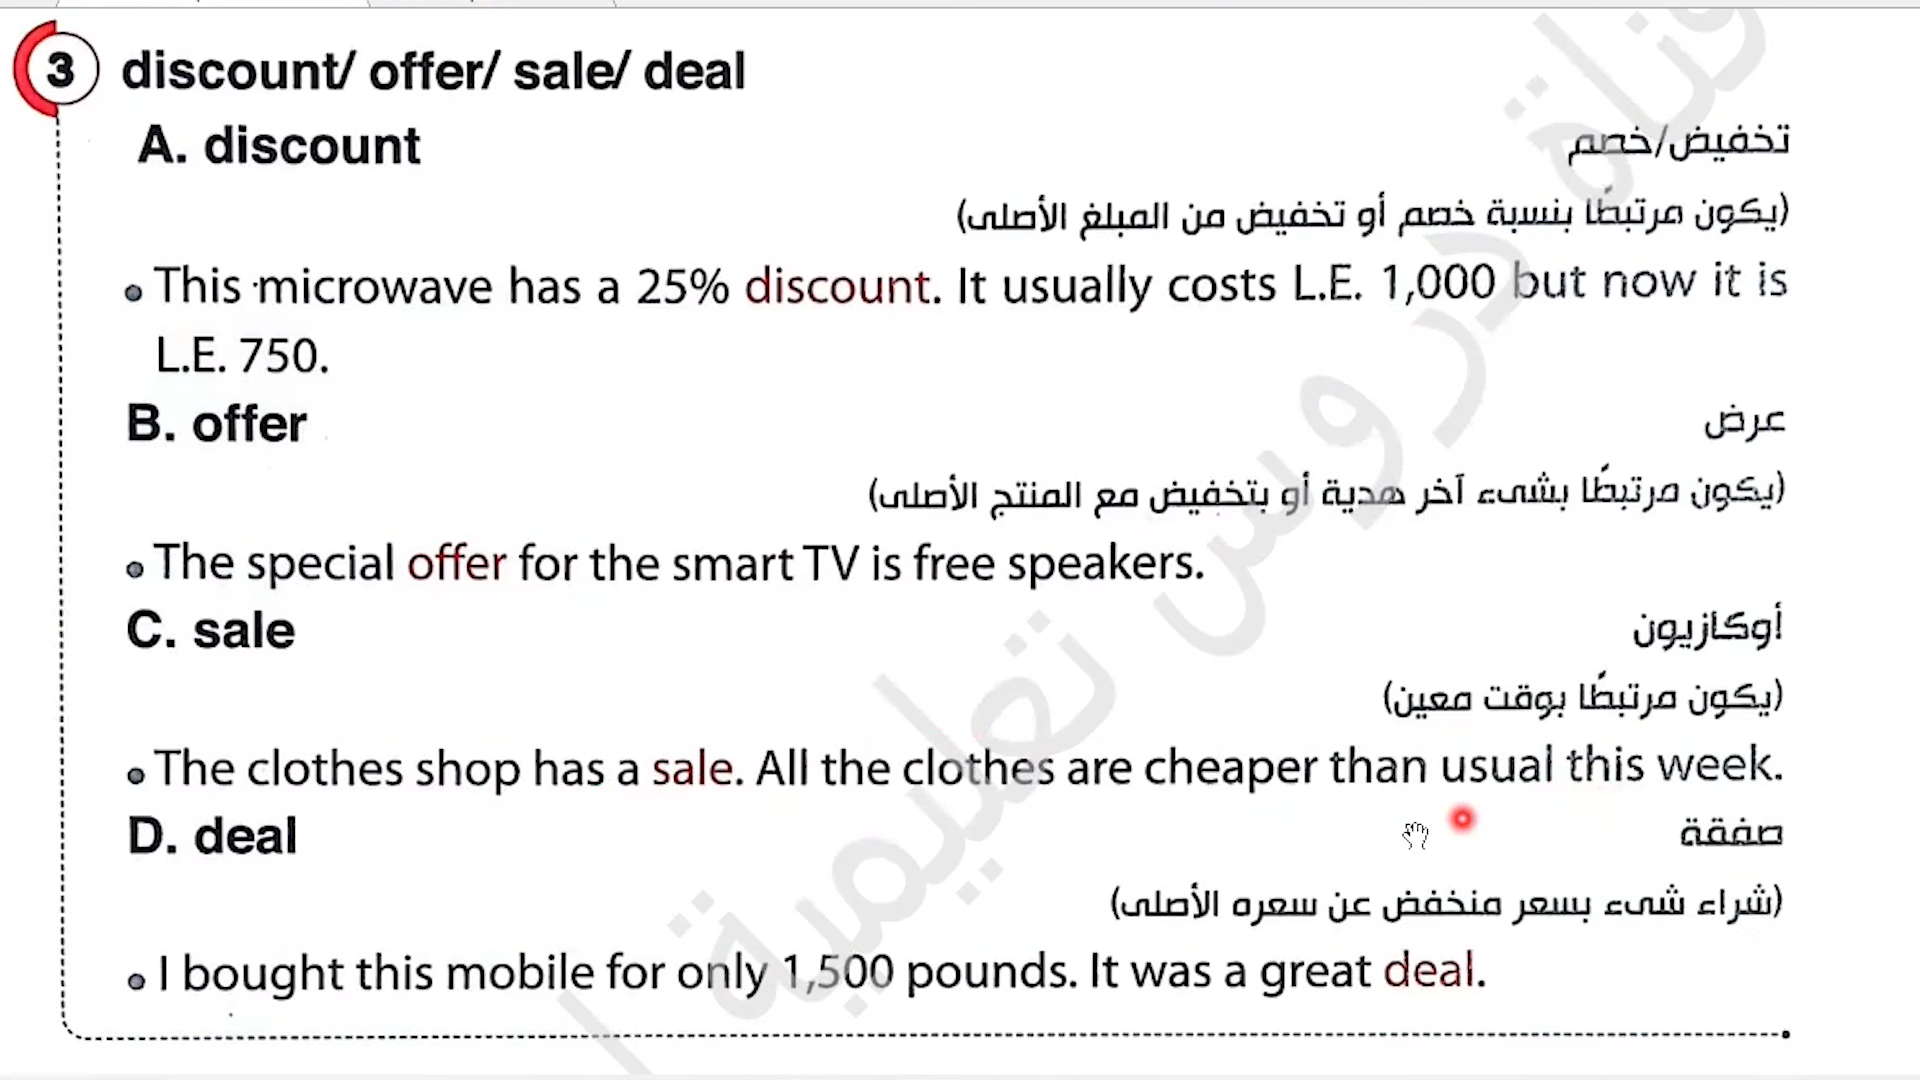 3 discount/ offer/ sale/ deal
A. discount تخفيض/خصم
(يكون مرتبطًا بنسبة خصم أو تخفيض من المبلغ الأصلى)
• This microwave has a 25% discount. It usually costs L.E. 1,000 but now it is
L.E. 750.
B. offer عرض
(يكون مرتبطًا بشىء آخر هدية أو بتخفيض مع المنتج الأصلى)
• The special offer for the smart TV is free speakers.
C. sale أوكازيون
(يكون مرتبطًا بوقت معين)
• The clothes shop has a sale. All the clothes are cheaper than usual this week.
D. deal صفقة
(شراء شىء بسعر منخفض عن سعره الأصلى)
• I bought this mobile for only 1,500 pounds. It was a great deal.
قناة دروس تعليمية